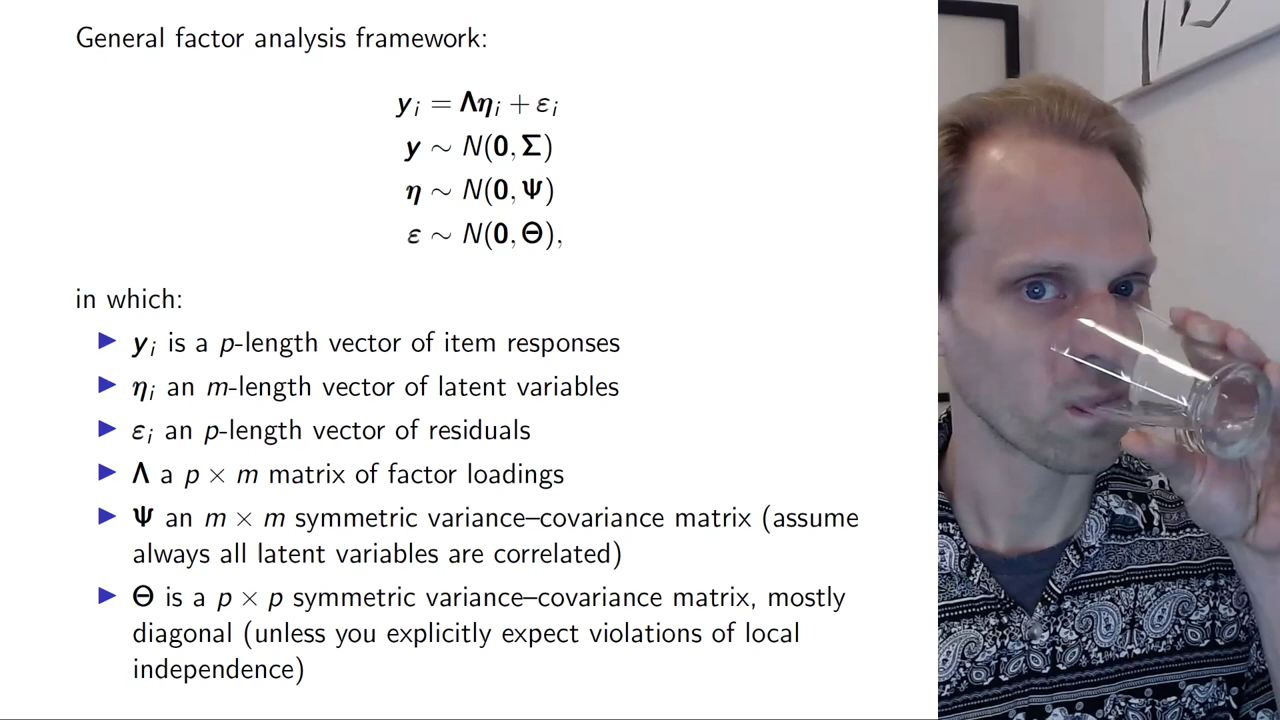 General factor analysis framework:
𝒚ᵢ = 𝚲𝜼ᵢ + 𝜺ᵢ
𝒚 ~ N(𝟎, 𝚺)
𝜼 ~ N(𝟎, 𝚿)
𝜺 ~ N(𝟎, 𝚯),
in which:
▶ 𝒚ᵢ is a p-length vector of item responses
▶ 𝜼ᵢ an m-length vector of latent variables
▶ 𝜺ᵢ an p-length vector of residuals
▶ 𝚲 a p × m matrix of factor loadings
▶ 𝚿 an m × m symmetric variance–covariance matrix (assume
always all latent variables are correlated)
▶ 𝚯 is a p × p symmetric variance–covariance matrix, mostly
diagonal (unless you explicitly expect violations of local
independence)